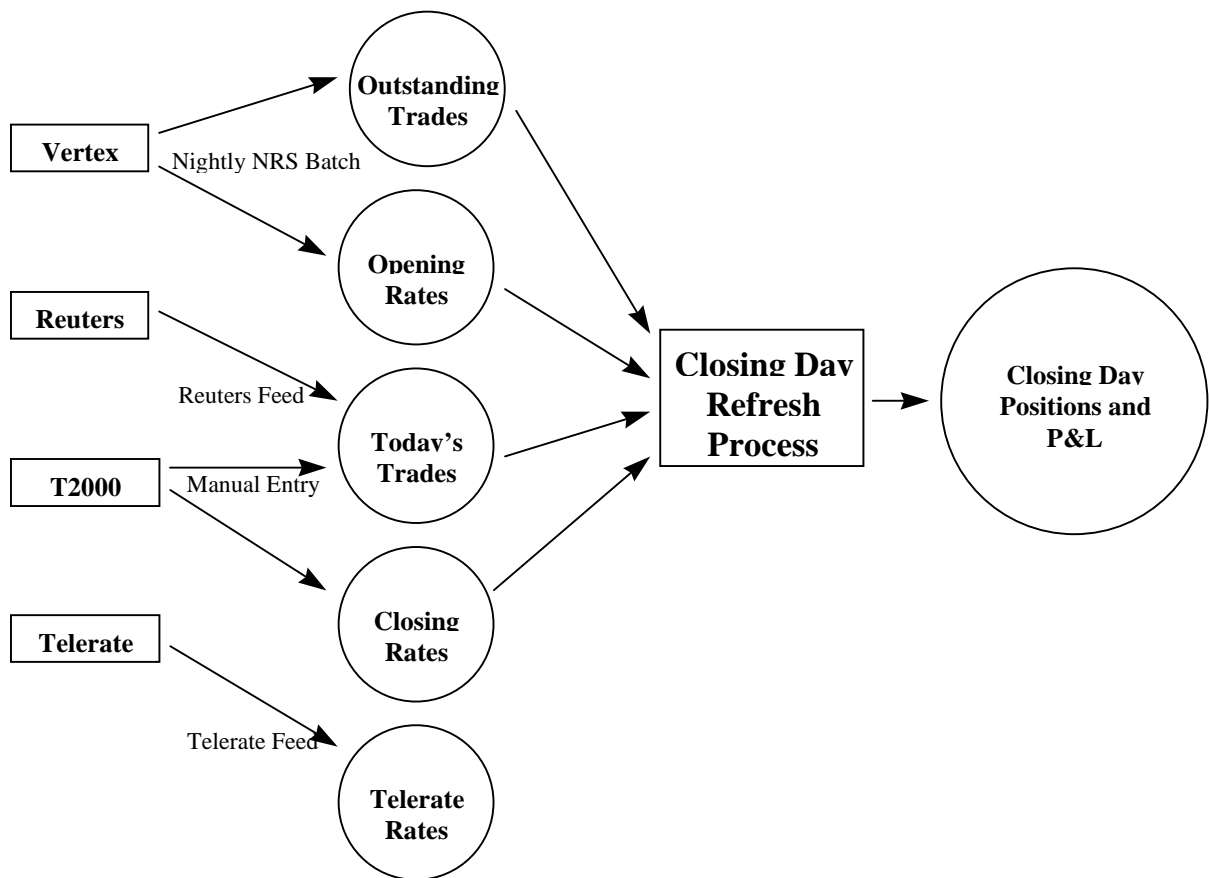 Outstanding
Trades
Vertex
Nightly NRS Batch
Opening
Rates
Reuters
Reuters Feed
Closing Day
Refresh
Process
Closing Day
Positions and
P&L
Today's
Trades
T2000
Manual Entry
Closing
Rates
Telerate
Telerate Feed
Telerate
Rates